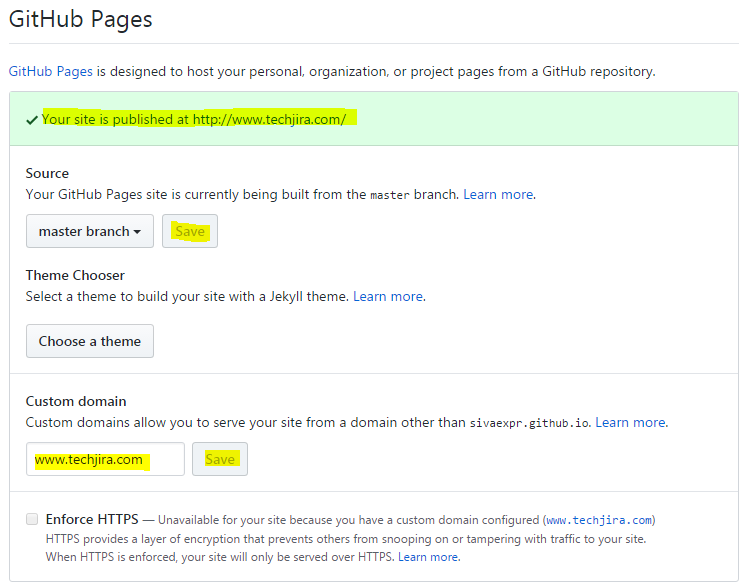 GitHub Pages
GitHub Pages is designed to host your personal, organization, or project pages from a GitHub repository.
Your site is published at http://www.techjira.com/
Source
Your GitHub Pages site is currently being built from the master branch. Learn more.
master branch Save
Theme Chooser
Select a theme to build your site with a Jekyll theme. Learn more.
Choose a theme
Custom domain
Custom domains allow you to serve your site from a domain other than sivaexpr.github.io. Learn more.
www.techjira.com Save
Enforce HTTPS — Unavailable for your site because you have a custom domain configured (www.techjira.com)
HTTPS provides a layer of encryption that prevents others from snooping on or tampering with traffic to your site.
When HTTPS is enforced, your site will only be served over HTTPS. Learn more.